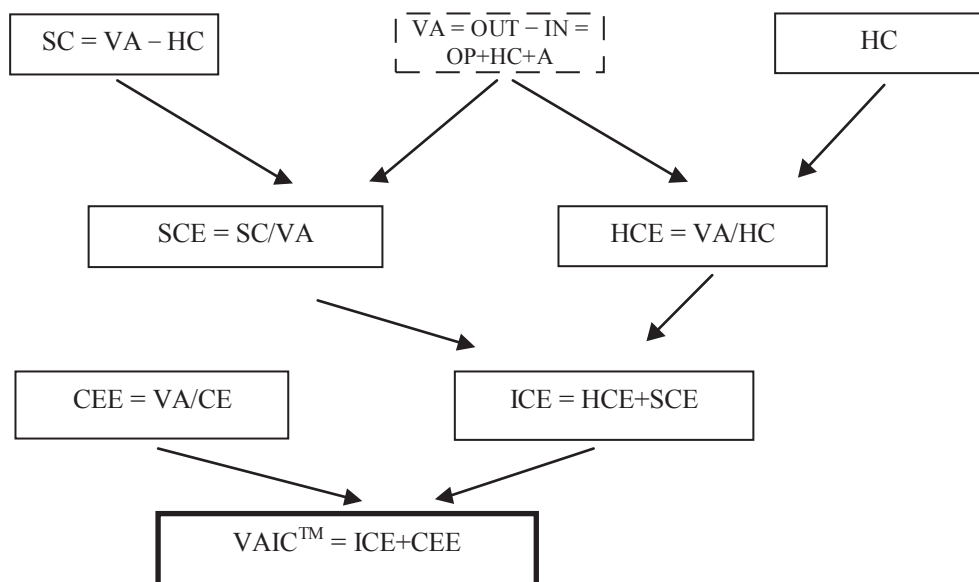 SC = VA – HC
VA = OUT – IN =
OP+HC+A
HC
SCE = SC/VA
HCE = VA/HC
CEE = VA/CE
ICE = HCE+SCE
VAIC™ = ICE+CEE